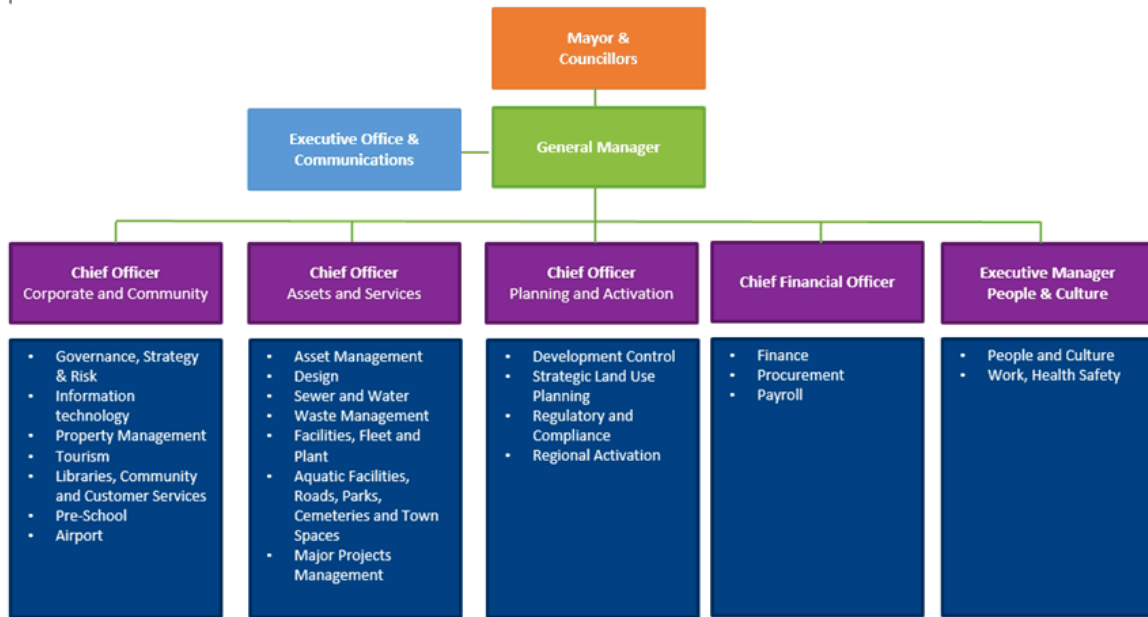 Mayor &
Councillors
Executive Office &
Communications
General Manager
Chief Officer
Corporate and Community
Chief Officer
Assets and Services
Chief Officer
Planning and Activation
Chief Financial Officer
Executive Manager
People & Culture
• Governance, Strategy
& Risk
• Information
technology
• Property Management
• Tourism
• Libraries, Community
and Customer Services
• Pre-School
• Airport
• Asset Management
• Design
• Sewer and Water
• Waste Management
• Facilities, Fleet and
Plant
• Aquatic Facilities,
Roads, Parks,
Cemeteries and Town
Spaces
• Major Projects
Management
• Development Control
• Strategic Land Use
Planning
• Regulatory and
Compliance
• Regional Activation
• Finance
• Procurement
• Payroll
• People and Culture
• Work, Health Safety